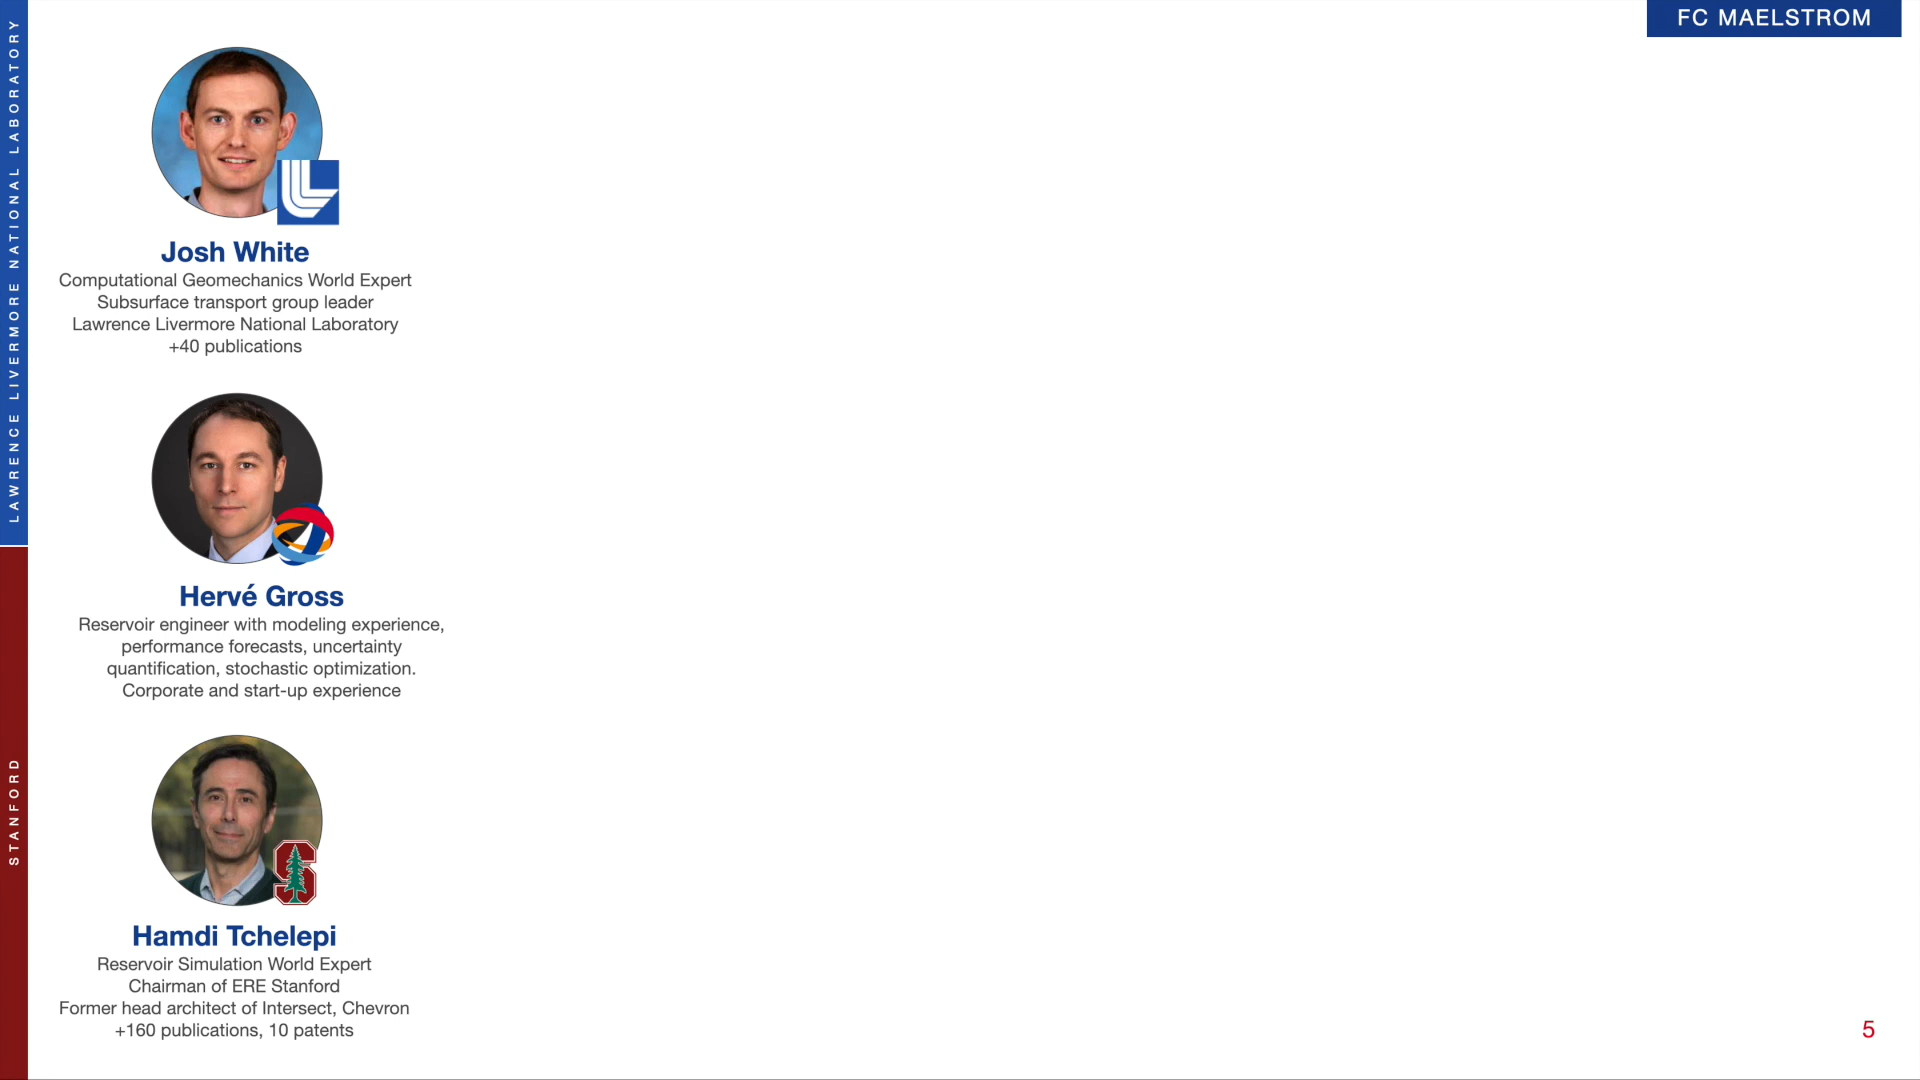 FC MAELSTROM
LAWRENCE LIVERMORE NATIONAL LABORATORY
STANFORD
Josh White
Computational Geomechanics World Expert
Subsurface transport group leader
Lawrence Livermore National Laboratory
+40 publications
Hervé Gross
Reservoir engineer with modeling experience,
performance forecasts, uncertainty
quantification, stochastic optimization.
Corporate and start-up experience
Hamdi Tchelepi
Reservoir Simulation World Expert
Chairman of ERE Stanford
Former head architect of Intersect, Chevron
+160 publications, 10 patents
5